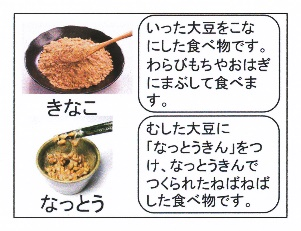 いった大豆をこな
にした食べ物です。
わらびもちやおはぎ
にまぶして食べま
す。
きなこ
むした大豆に
「なっとうきん」をつ
け、なっとうきんで
つくられたねばねば
した食べ物です。
なっとう